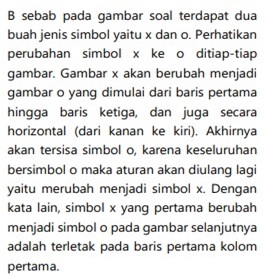 B sebab pada gambar soal terdapat dua
buah jenis simbol yaitu x dan o. Perhatikan
perubahan simbol x ke o ditiap-tiap
gambar. Gambar x akan berubah menjadi
gambar o yang dimulai dari baris pertama
hingga baris ketiga, dan juga secara
horizontal (dari kanan ke kiri). Akhirnya
akan tersisa simbol o, karena keseluruhan
bersimbol o maka aturan akan diulang lagi
yaitu merubah menjadi simbol x. Dengan
kata lain, simbol x yang pertama berubah
menjadi simbol o pada gambar selanjutnya
adalah terletak pada baris pertama kolom
pertama.